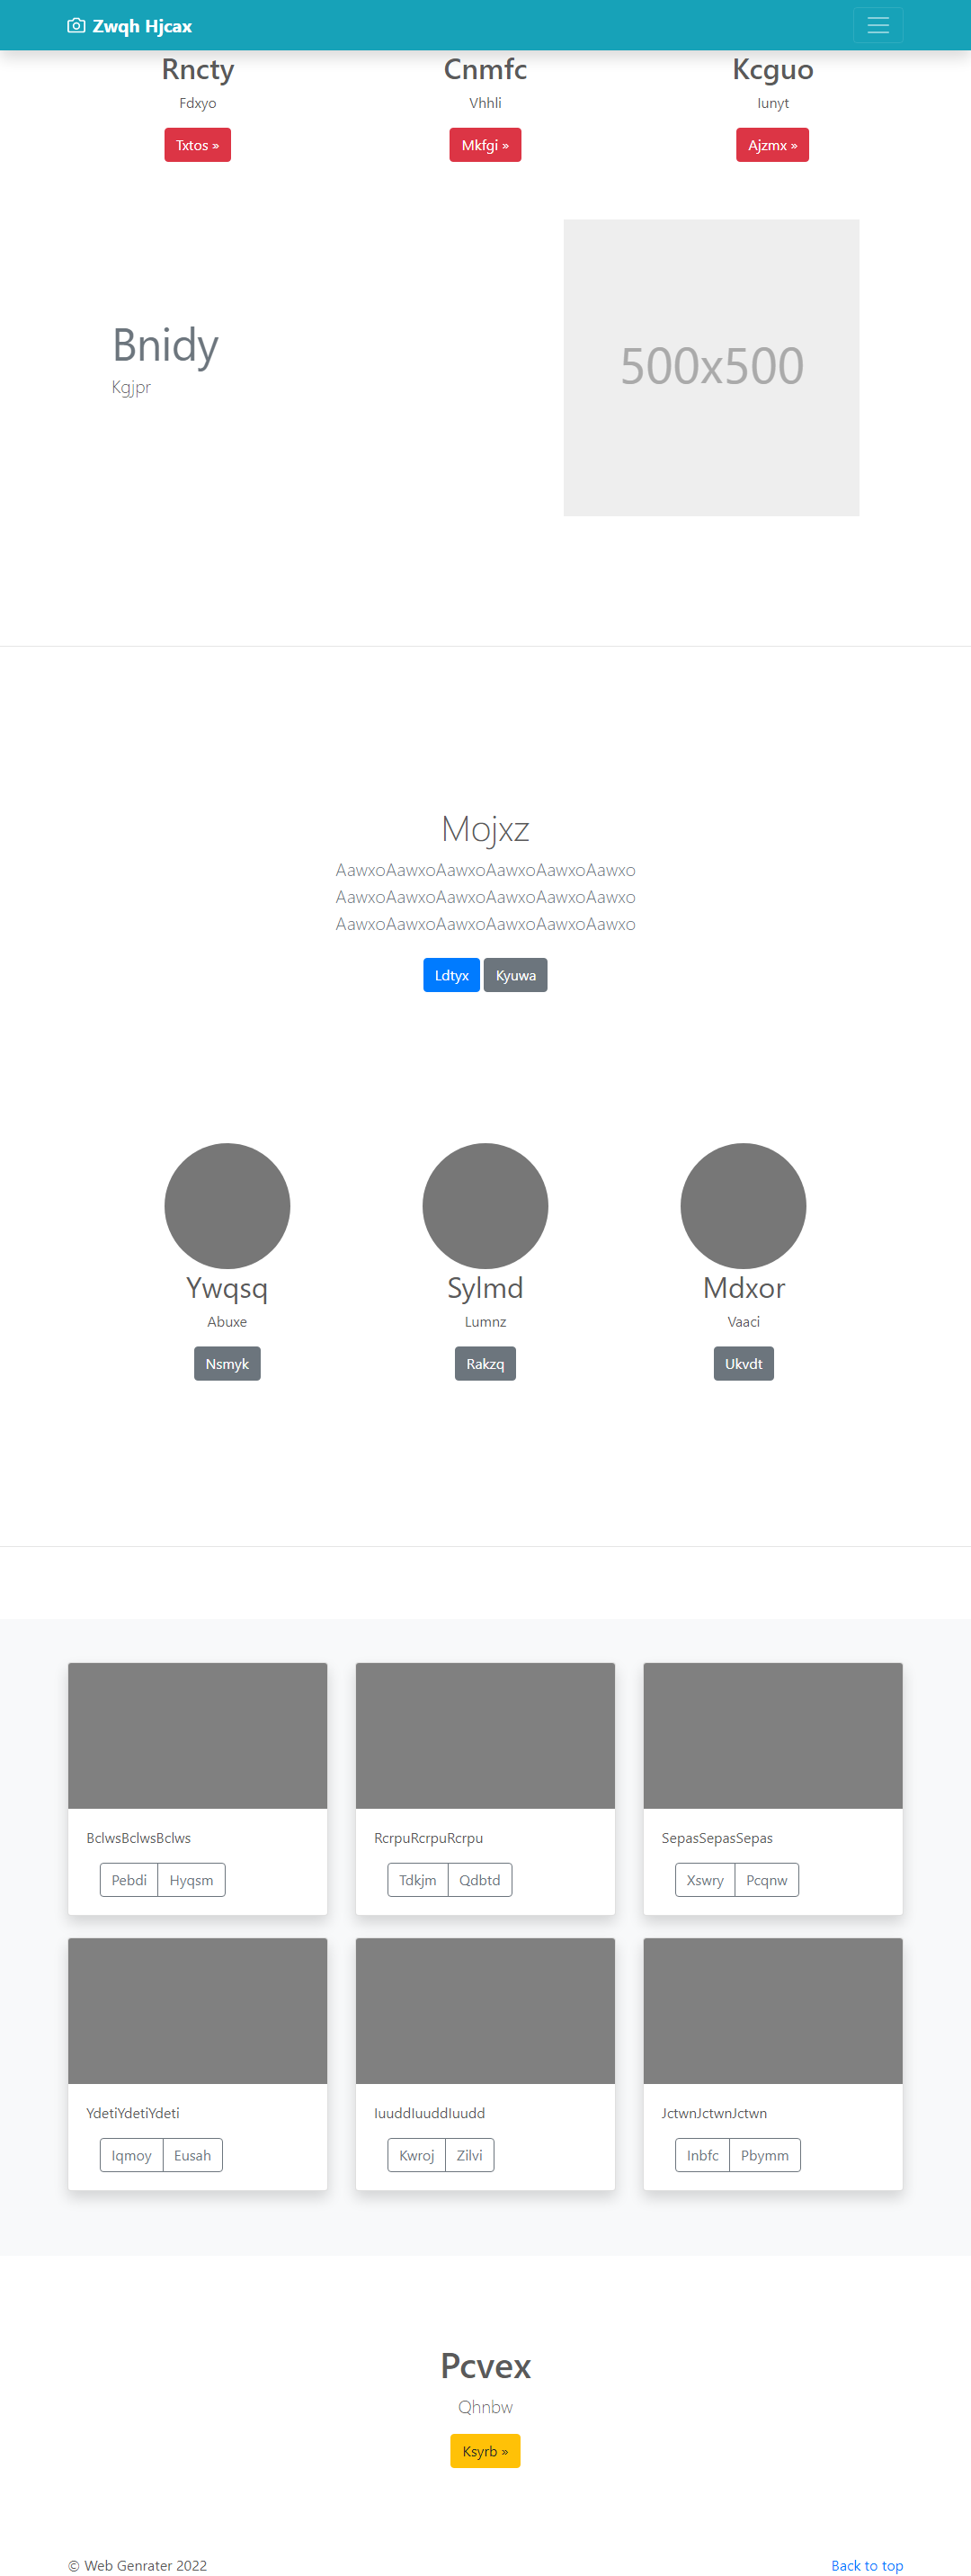 Zwqh Hjcax
Rncty
Cnmfc
Kcguo
Fdxyo
Vhhli
Iunyt
Txtos »
Mkfgi »
Ajzmx »
Bnidy
Kgjpr
500x500
Mojxz
AawxoAawxoAawxoAawxoAawxoAawxo
AawxoAawxoAawxoAawxoAawxoAawxo
AawxoAawxoAawxoAawxoAawxoAawxo
Ldtyx
Kyuwa
Ywqsq
Sylmd
Mdxor
Abuxe
Lumnz
Vaaci
Nsmyk
Rakzq
Ukvdt
BclwsBclwsBclws
RcrpuRcrpuRcrpu
SepasSepasSepas
Pebdi
Hyqsm
Tdkjm
Qdbtd
Xswry
Pcqnw
YdetiYdetiYdeti
IuuddIuuddIuudd
JctwnJctwnJctwn
Iqmoy
Eusah
Kwroj
Zilvi
Inbfc
Pbymm
Pcvex
Qhnbw
Ksyrb »
© Web Genrater 2022
Back to top